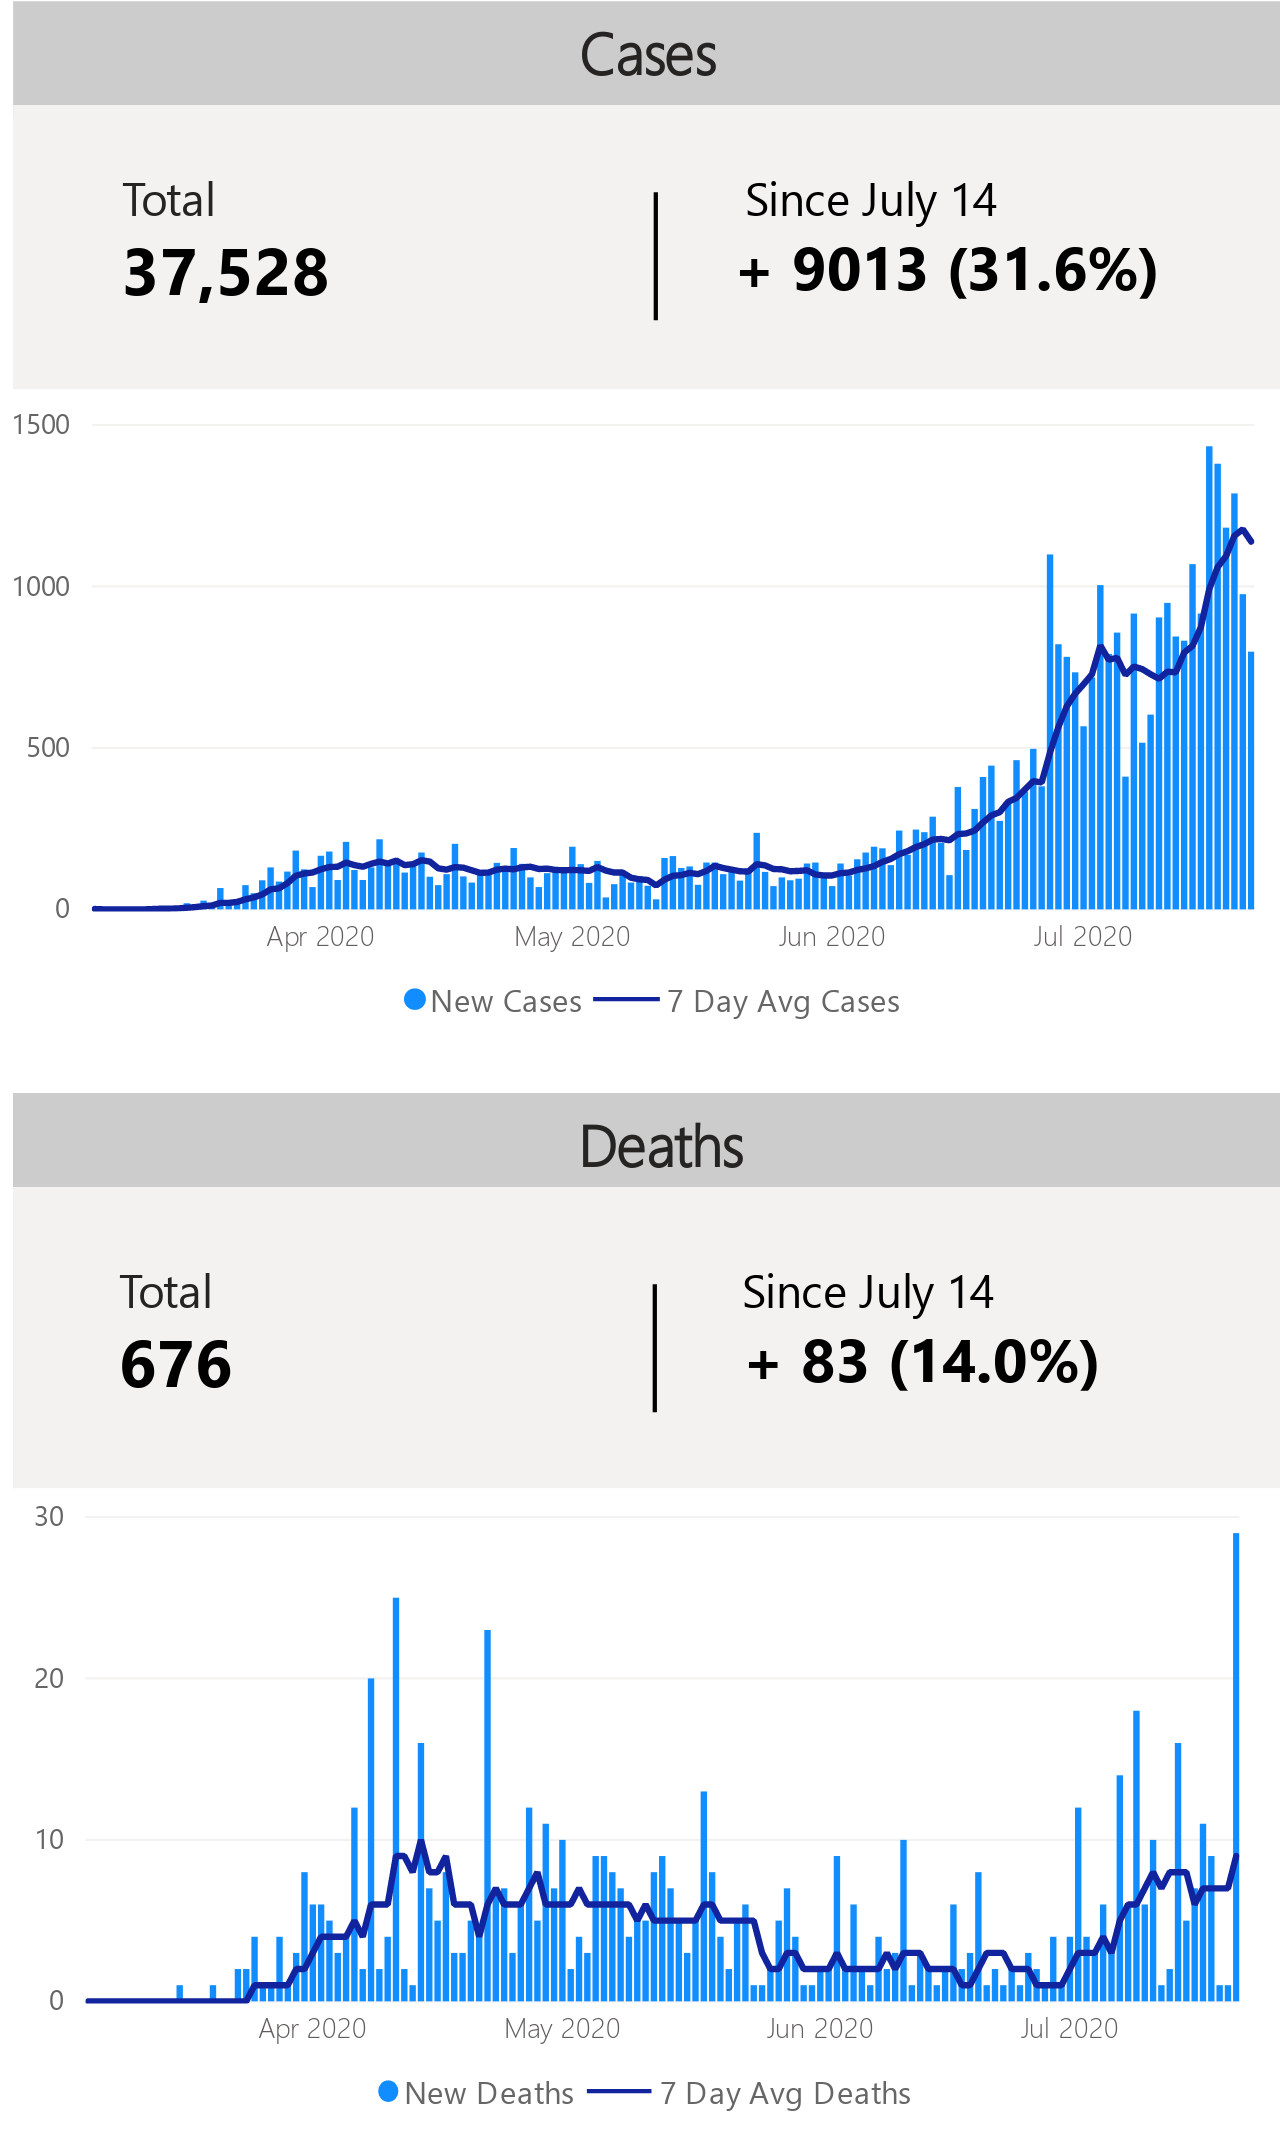 Cases
Total
Since July 14
37,528
+ 9013 (31.6%)
1500
1000
500
0
Apr 2020
May 2020
Jun 2020
Jul 2020
New Cases
7 Day Avg Cases
Deaths
Total
Since July 14
676
+ 83 (14.0%)
30
20
10
0
Apr 2020
May 2020
Jun 2020
Jul 2020
New Deaths
7 Day Avg Deaths